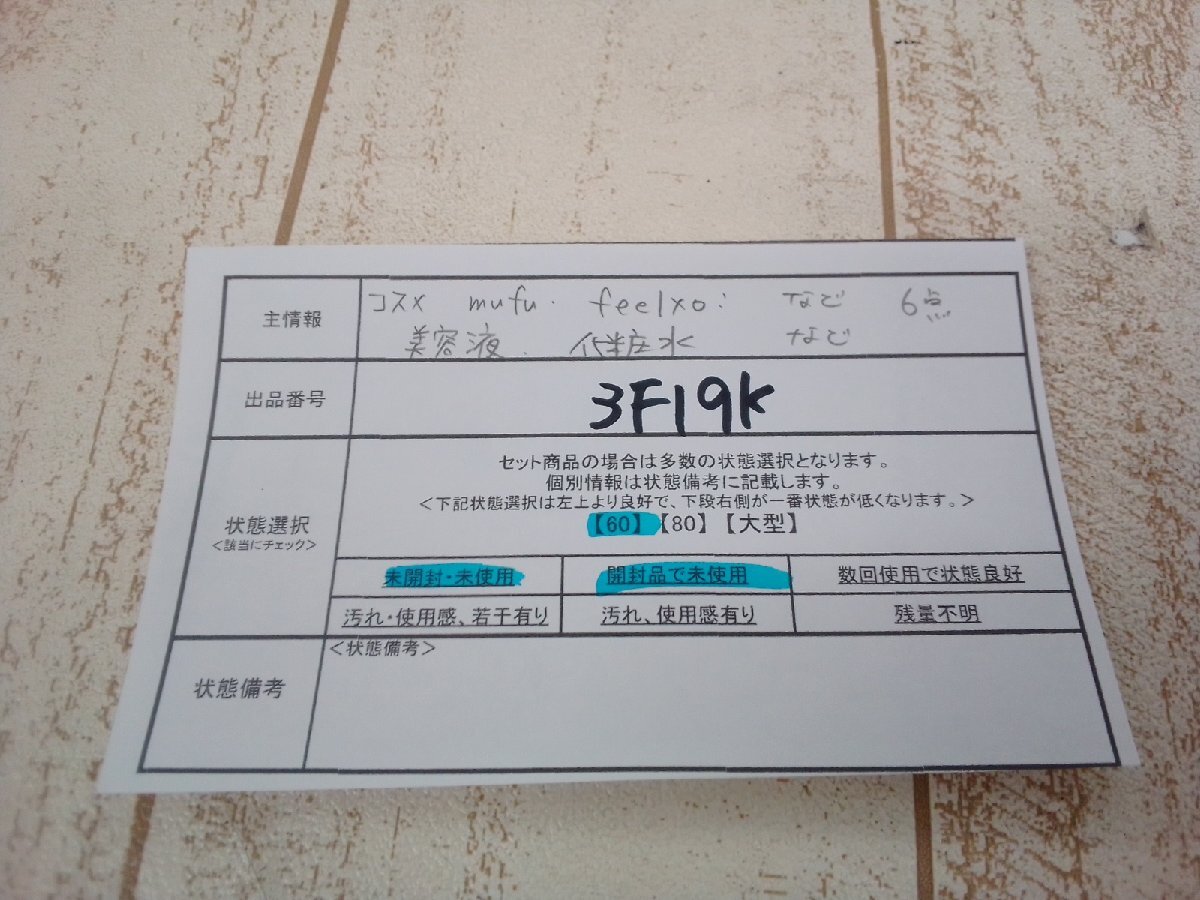 主情報
コスメ mufu. feelxo: など 6点
美容液. 化粧水 など
出品番号
3F19K
状態選択
<該当にチェック>
セット商品の場合は多数の状態選択となります。
個別情報は状態備考に記載します。
<下記状態選択は左上より良好で、下段右側が一番状態が低くなります。>
【60】【80】【大型】
未開封・未使用 開封品で未使用 数回使用で状態良好
汚れ・使用感、若干有り 汚れ、使用感有り 残量不明
状態備考
<状態備考>